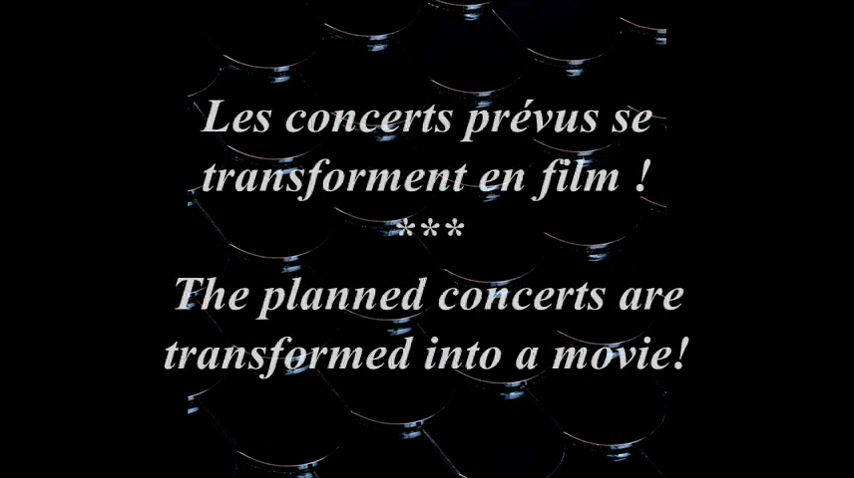 Les concerts prévus se
transforment en film !
***
The planned concerts are
transformed into a movie!